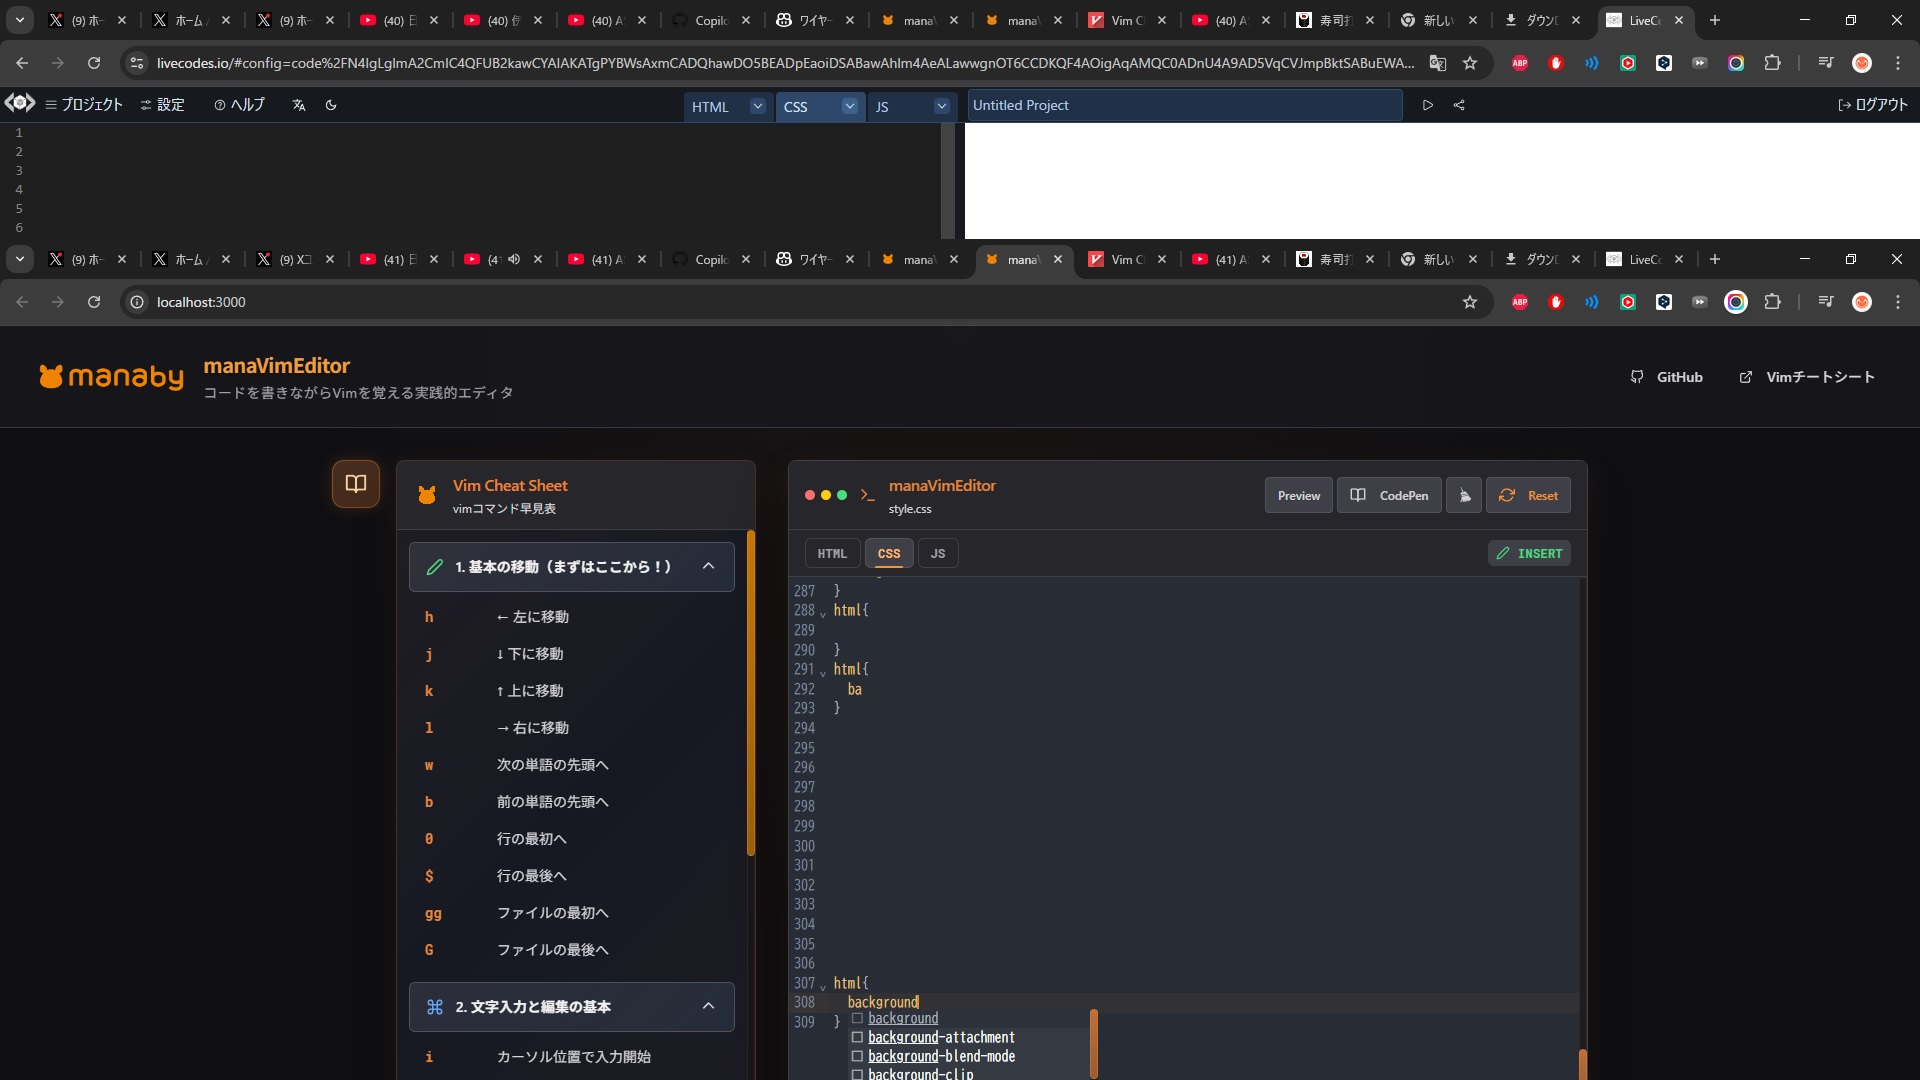 (9) ホー
ホーム /
(9) ホー
(40) 日
(40) 伊
(40) A
Copilo
ワイヤー
mana
mana
Vim C
(40) A
寿司打
新しい
ダウン
LiveCo
livecodes.io/#config=code%2FN4IgLgIgImA2CmIC4QFUB2kawCYAIAKATgPYBWsAxmCADQhawDO5BEADpEaoiDSABawAhIm4AeALawwgnOT6CCDKQF4AOigAqAMQC0ADnU4A9AD5VqCVJmpBktSABuEWA...
プロジェクト
設定
ヘルプ
HTML
CSS
JS
Untitled Project
ログアウト
1
2
3
4
5
6
(9) ホー
ホーム /
(9) Xユ
(41) 日
(41
(41) A
Copilo
ワイヤー
mana
mana
Vim C
(41) A
寿司打
新しい
ダウン
LiveCo
localhost:3000
manaby
manaVimEditor
コードを書きながらVimを覚える実践的エディタ
GitHub
Vimチートシート
Vim Cheat Sheet
vimコマンド早見表
1. 基本の移動（まずはここから！）
h ← 左に移動
j ↓ 下に移動
k ↑ 上に移動
l → 右に移動
w 次の単語の先頭へ
b 前の単語の先頭へ
0 行の最初へ
$ 行の最後へ
gg ファイルの最初へ
G ファイルの最後へ
2. 文字入力と編集の基本
i カーソル位置で入力開始
manaVimEditor
style.css
Preview
CodePen
Reset
HTML
CSS
JS
INSERT
287 }
288 html{
289
290 }
291 html{
292 ba
293 }
294
295
296
297
298
299
300
301
302
303
304
305
306
307 html{
308 background
309 }
background
background-attachment
background-blend-mode
background-clip